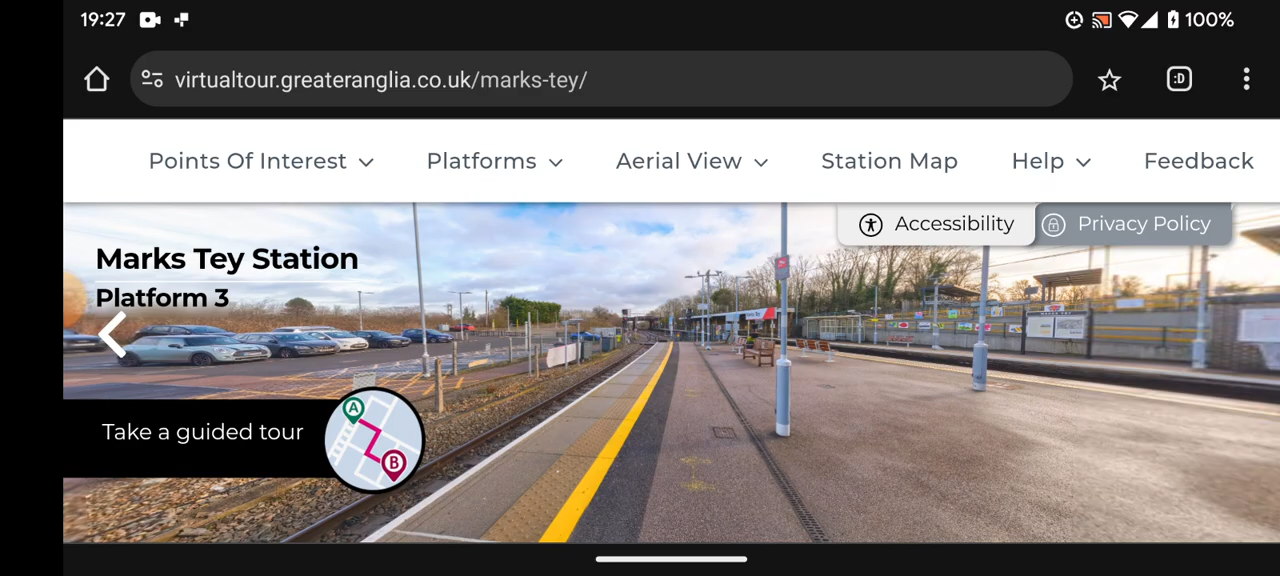 19:27
100%
virtualtour.greateranglia.co.uk/marks-tey/
:D
Points Of Interest
Platforms
Aerial View
Station Map
Help
Feedback
Accessibility
Privacy Policy
Marks Tey Station
Platform 3
Take a guided tour
A
B